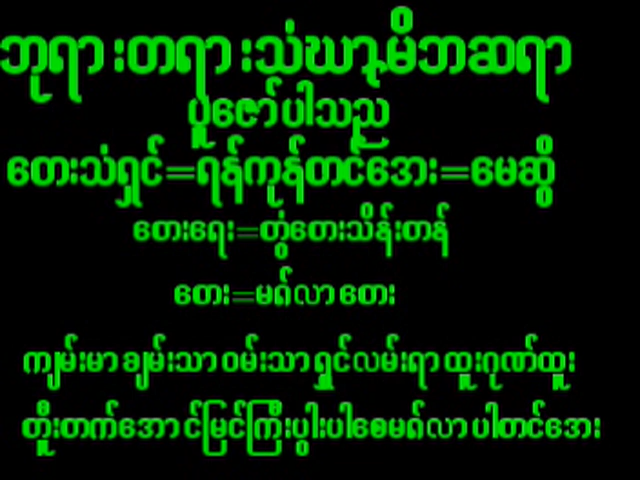 ဘုရား:တရား:သံဃာ့မိဘဆရာ
ပူဇော်ပါသည်
တေးသံရှင်=ရန်ကုန်တင်အေး=မေဆွိ
တေးရေး=တွံတေးသိန်းတန်
တေး=မင်္ဂလာတေး
ကျမ်းမာချမ်းသာ ဝမ်းသာရွှင်လမ်းရာ ထူးဂုဏ်ထူး
တိုးတက်အောင်မြင်ကြီးပွါးပါစေမင်္ဂလာ ပါတင်အေး